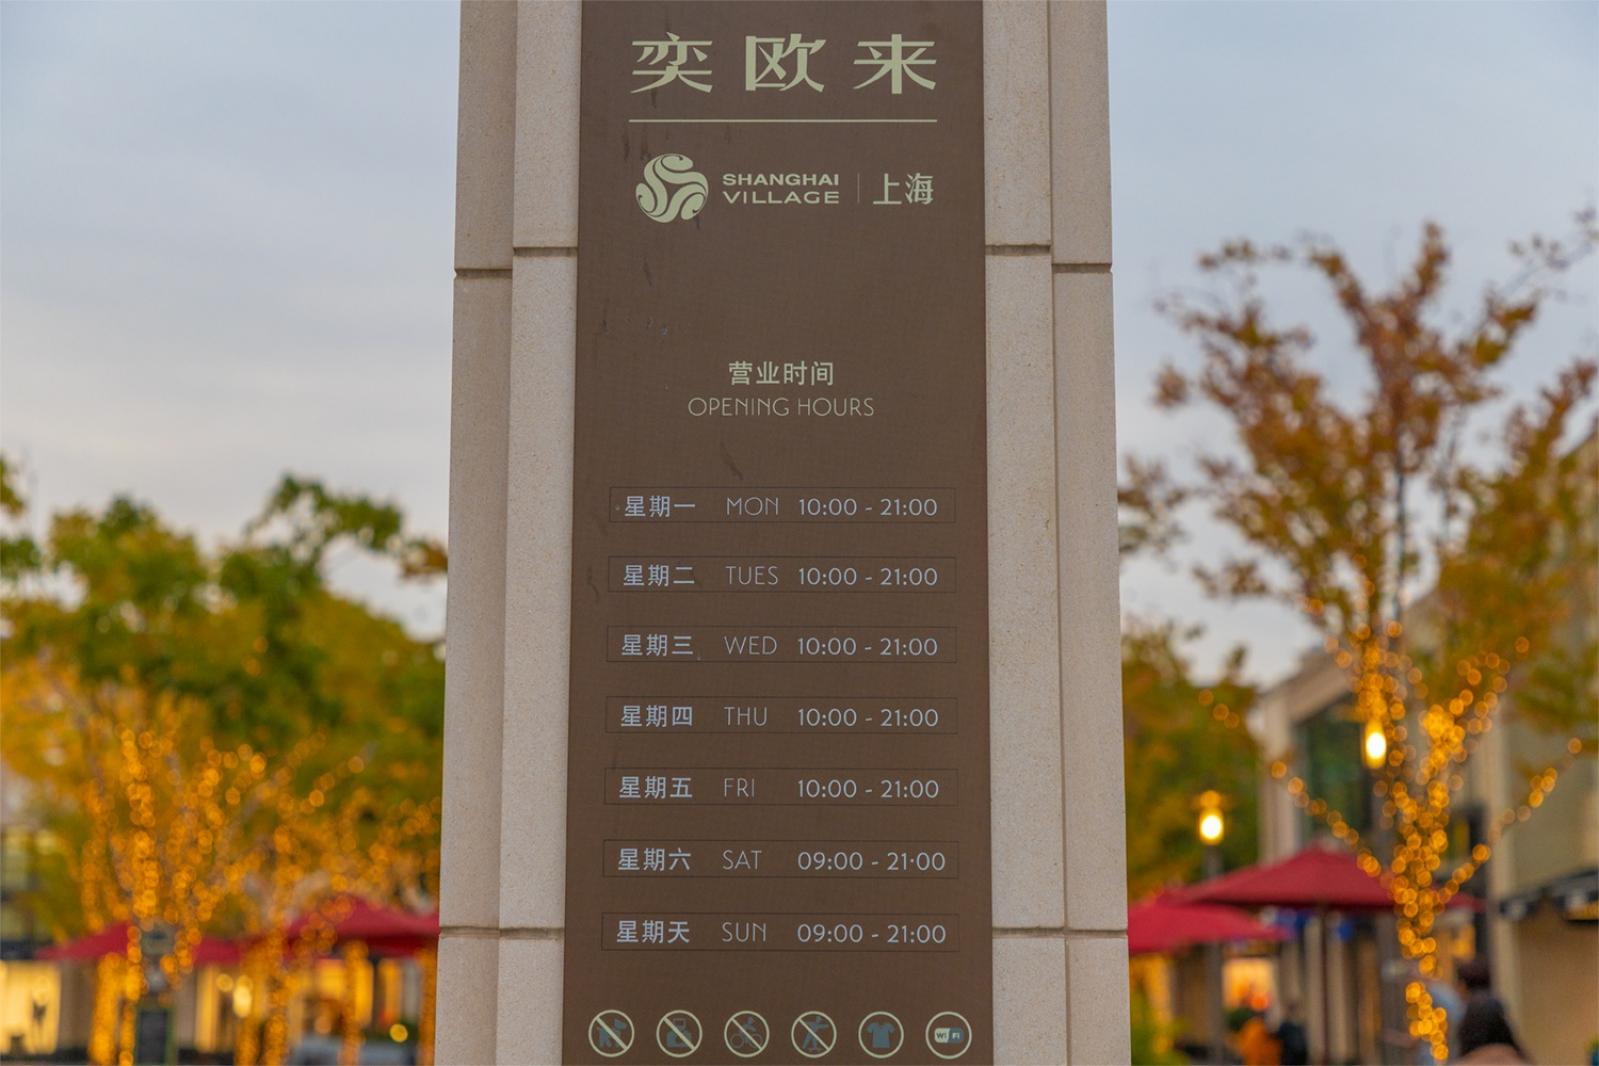 奕欧来
SHANGHAI VILLAGE | 上海
营业时间
OPENING HOURS
星期一 MON 10:00 - 21:00
星期二 TUES 10:00 - 21:00
星期三 WED 10:00 - 21:00
星期四 THU 10:00 - 21:00
星期五 FRI 10:00 - 21:00
星期六 SAT 09:00 - 21:00
星期天 SUN 09:00 - 21:00
Wi Fi